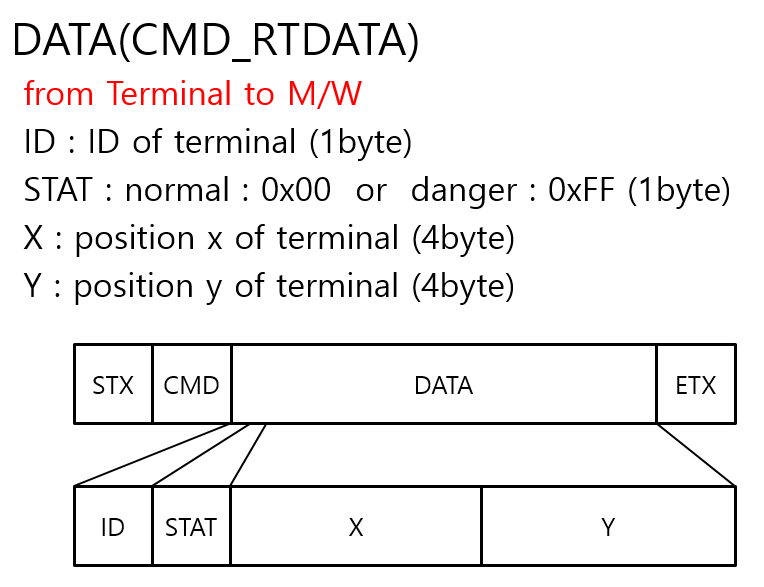 DATA(CMD_RTDATA)
from Terminal to M/W
ID : ID of terminal (1byte)
STAT : normal : 0x00 or danger : 0xFF (1byte)
X : position x of terminal (4byte)
Y : position y of terminal (4byte)
STX CMD DATA ETX
ID STAT X Y